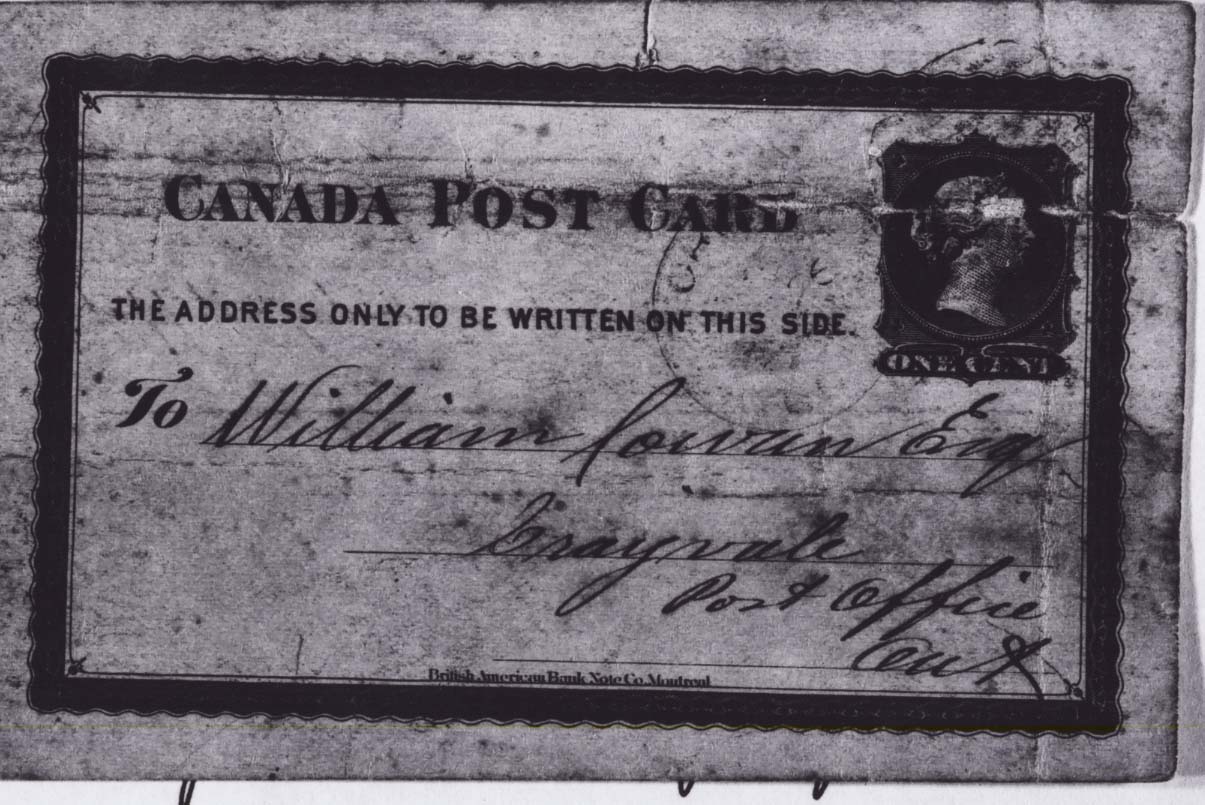 CANADA POST CARD
ONE CENT
THE ADDRESS ONLY TO BE WRITTEN ON THIS SIDE.
To William Cowan Esq
Post Office
Ont
British American Bank Note Co. Montreal